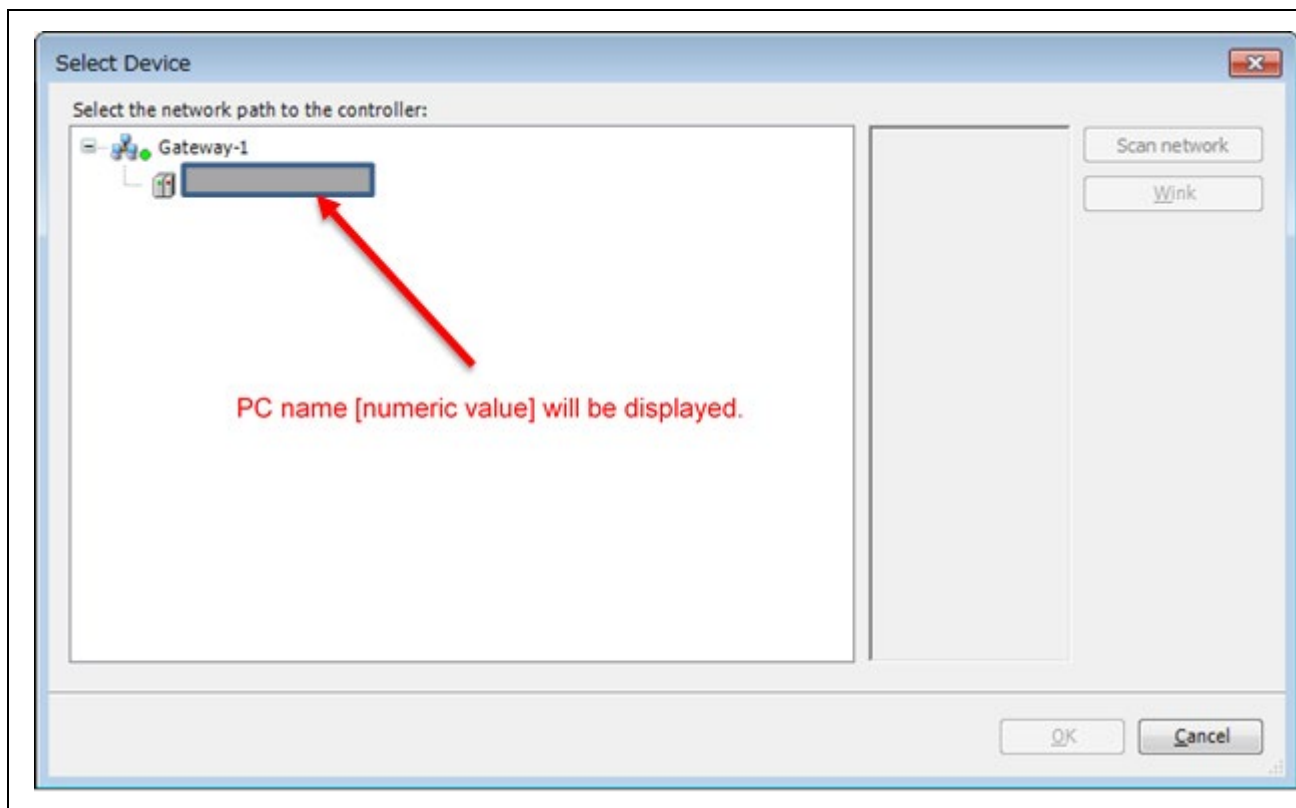 Select Device
Select the network path to the controller:
Gateway-1
Scan network
Wink
PC name [numeric value] will be displayed.
OK
Cancel